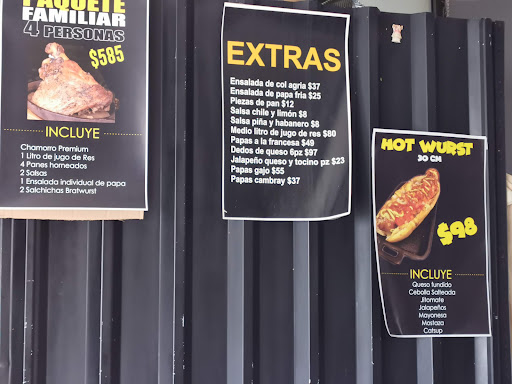 PAQUETE
FAMILIAR
4 PERSONAS
$585
INCLUYE
Chamorro Premium
1 Litro de jugo de Res
4 Panes horneados
2 Salsas
1 Ensalada individual de papa
2 Salchichas Bratwurst
EXTRAS
Ensalada de col agria $37
Ensalada de papa fria $25
Piezas de pan $12
Salsa chile y limón $8
Salsa piña y habanero $8
Medio litro de jugo de res $80
Papas a la francesa $49
Dedos de queso 6pz $97
Jalapeño queso y tocino pz $23
Papas gajo $55
Papas cambray $37
HOT WURST
30 CM
$98
INCLUYE
Queso fundido
Cebolla Salteada
Jitomate
Jalapeños
Mayonesa
Mostaza
Catsup